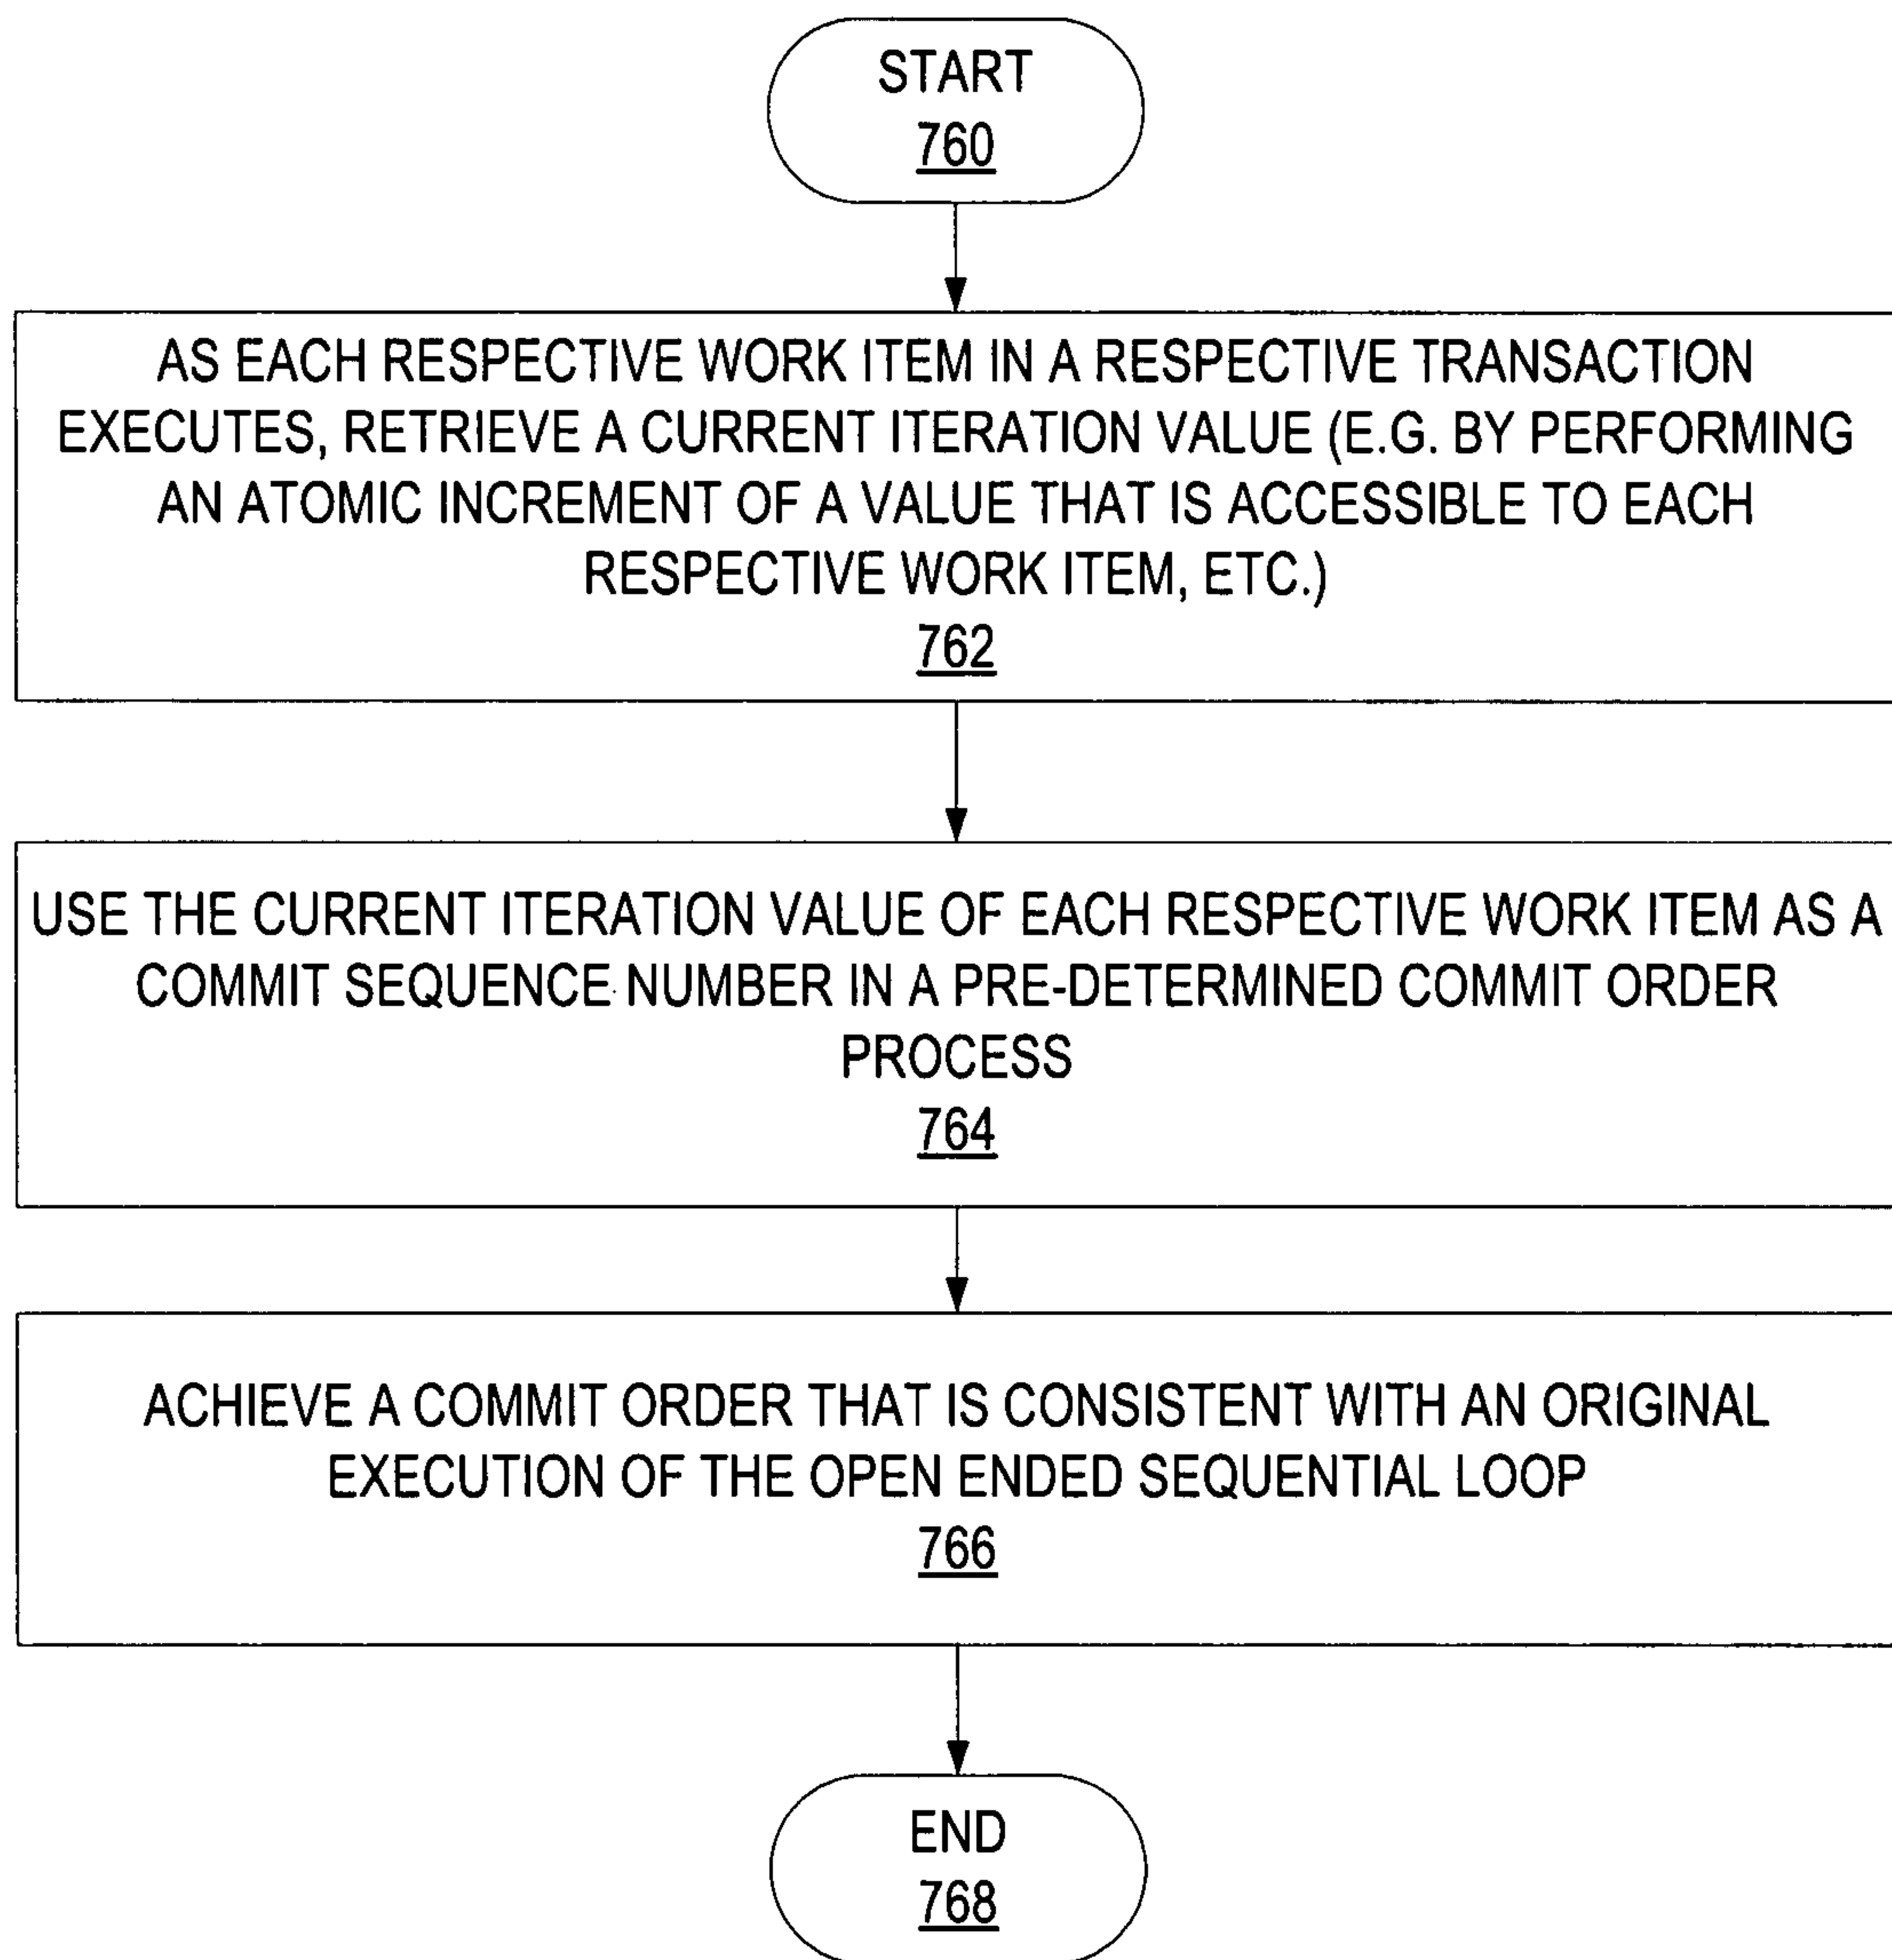 START
760
AS EACH RESPECTIVE WORK ITEM IN A RESPECTIVE TRANSACTION
EXECUTES, RETRIEVE A CURRENT ITERATION VALUE (E.G. BY PERFORMING
AN ATOMIC INCREMENT OF A VALUE THAT IS ACCESSIBLE TO EACH
RESPECTIVE WORK ITEM, ETC.)
762
USE THE CURRENT ITERATION VALUE OF EACH RESPECTIVE WORK ITEM AS A
COMMIT SEQUENCE NUMBER IN A PRE-DETERMINED COMMIT ORDER
PROCESS
764
ACHIEVE A COMMIT ORDER THAT IS CONSISTENT WITH AN ORIGINAL
EXECUTION OF THE OPEN ENDED SEQUENTIAL LOOP
766
END
768